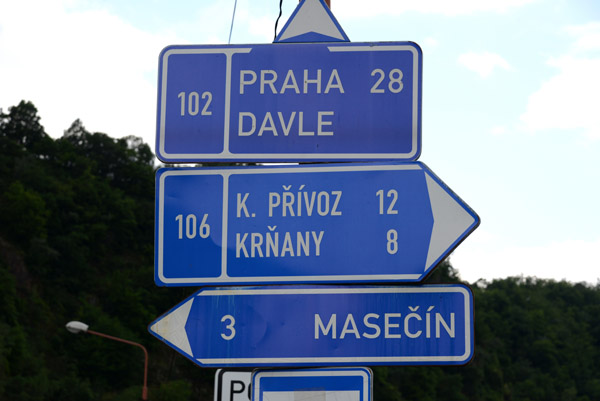 102 PRAHA 28
DAVLE
106 K. PŘÍVOZ 12
KRŇANY 8
3 MASEČÍN